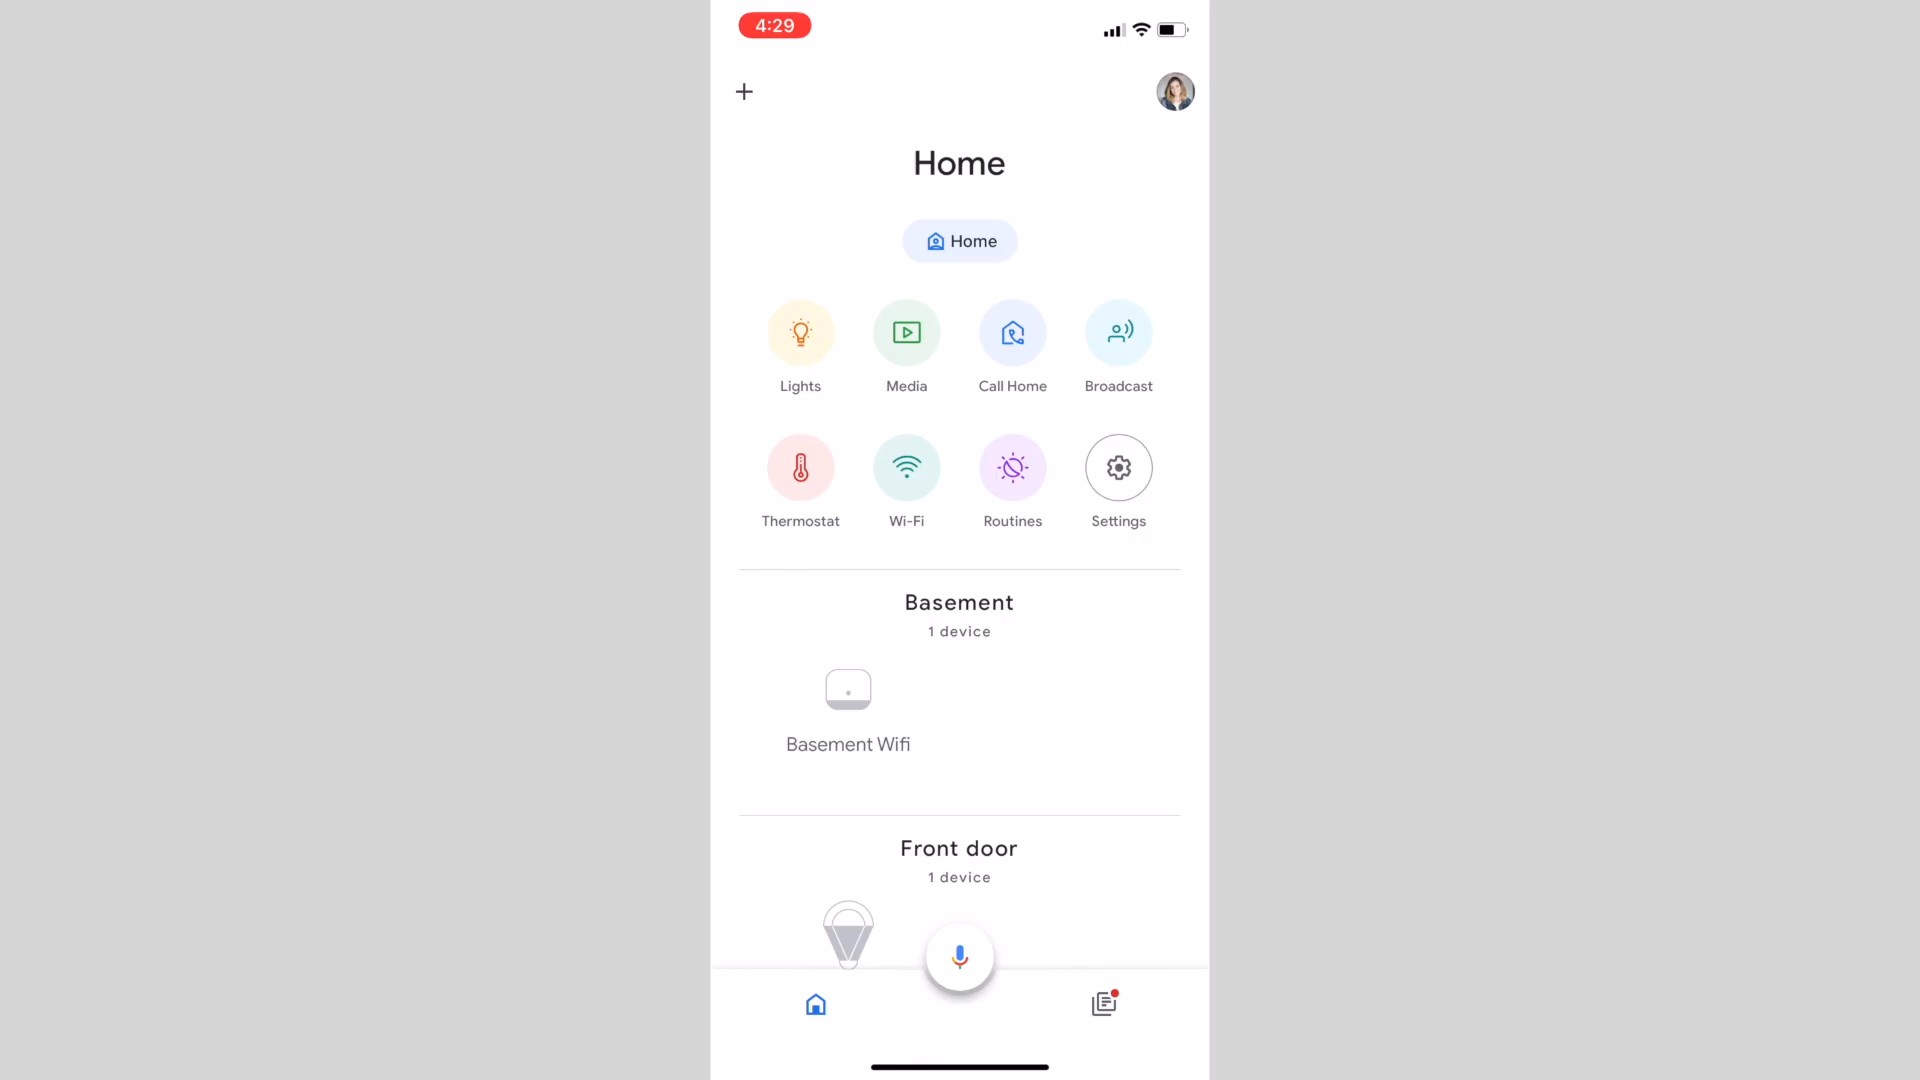 4:29
Home
Home
Lights
Media
Call Home
Broadcast
Thermostat
Wi-Fi
Routines
Settings
Basement
1 device
Basement Wifi
Front door
1 device